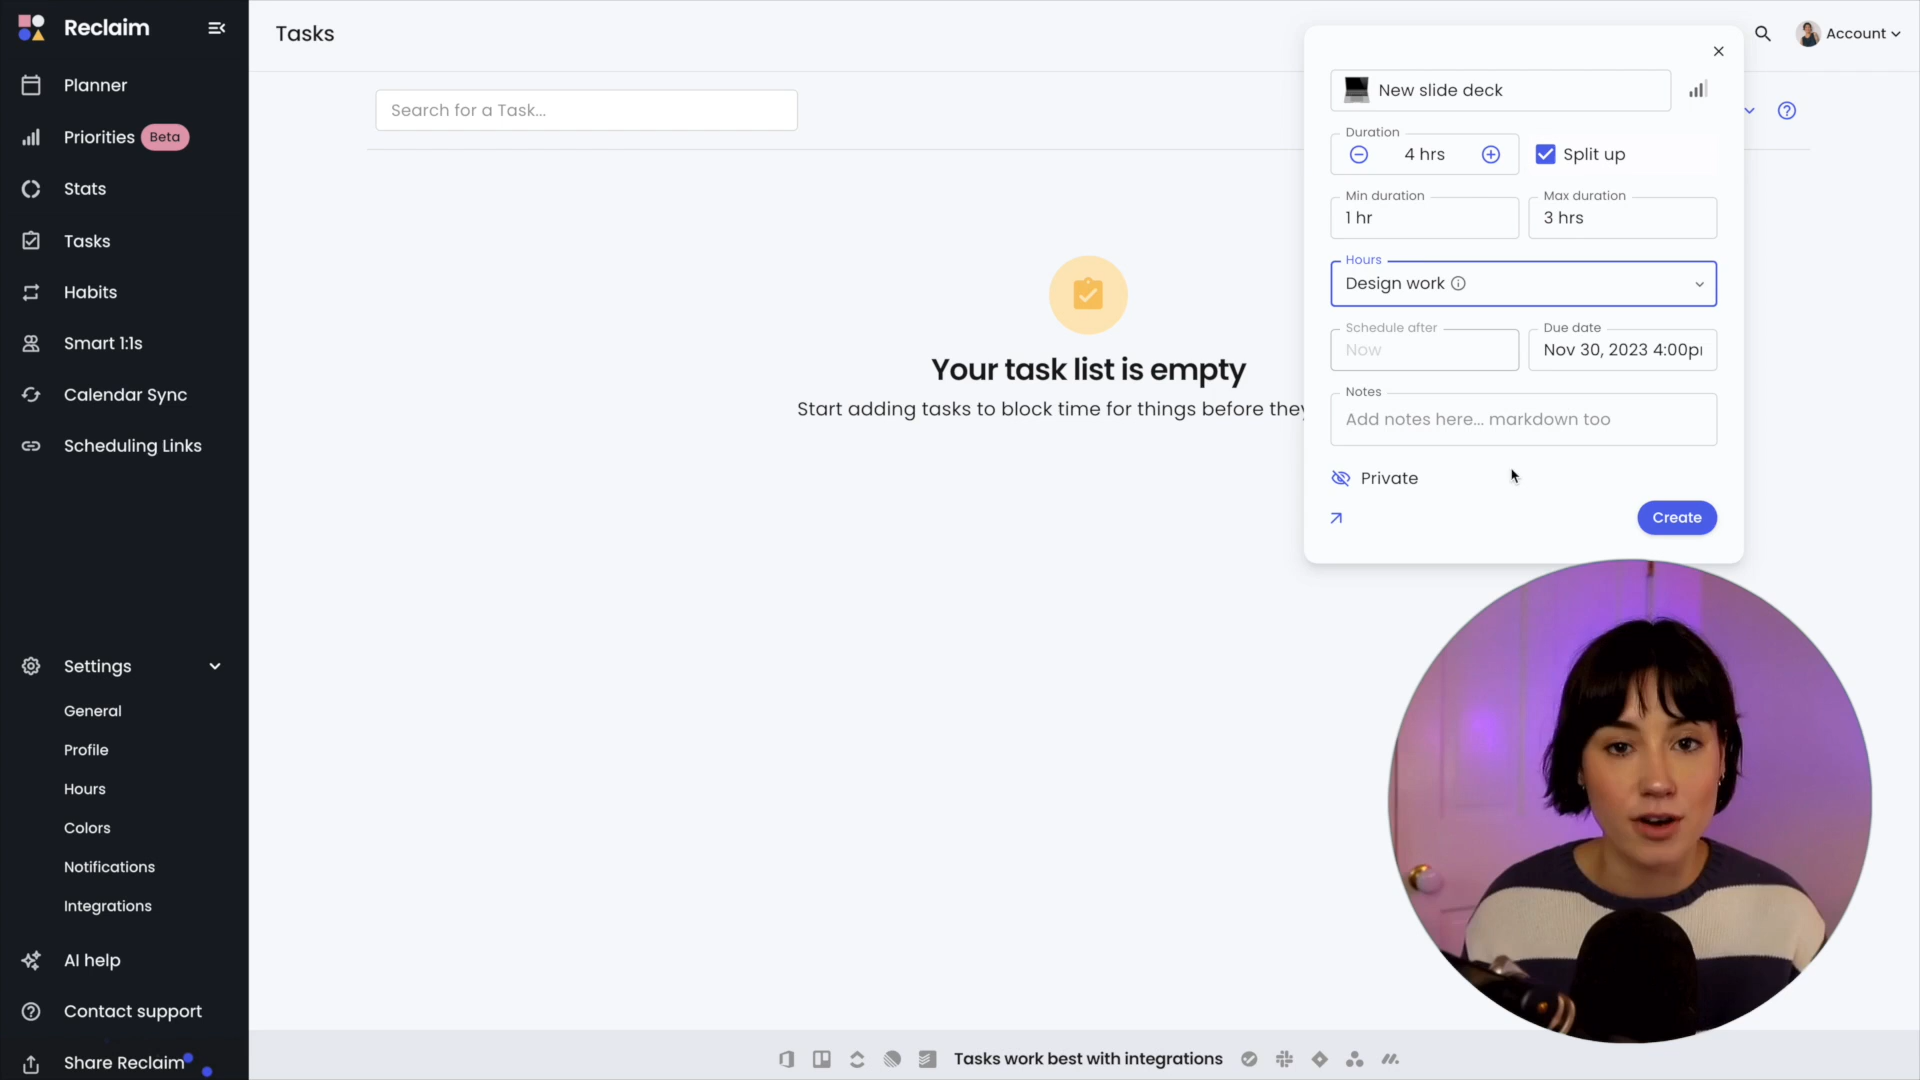 Reclaim
Planner
Priorities Beta
Stats
Tasks
Habits
Smart 1:1s
Calendar Sync
Scheduling Links
Settings
General
Profile
Hours
Colors
Notifications
Integrations
AI help
Contact support
Share Reclaim
Tasks
Account
Search for a Task...
Your task list is empty
Start adding tasks to block time for things before they
New slide deck
Duration
4 hrs
Split up
Min duration
1 hr
Max duration
3 hrs
Hours
Design work
Schedule after
Now
Due date
Nov 30, 2023 4:00p
Notes
Add notes here... markdown too
Private
Create
Tasks work best with integrations